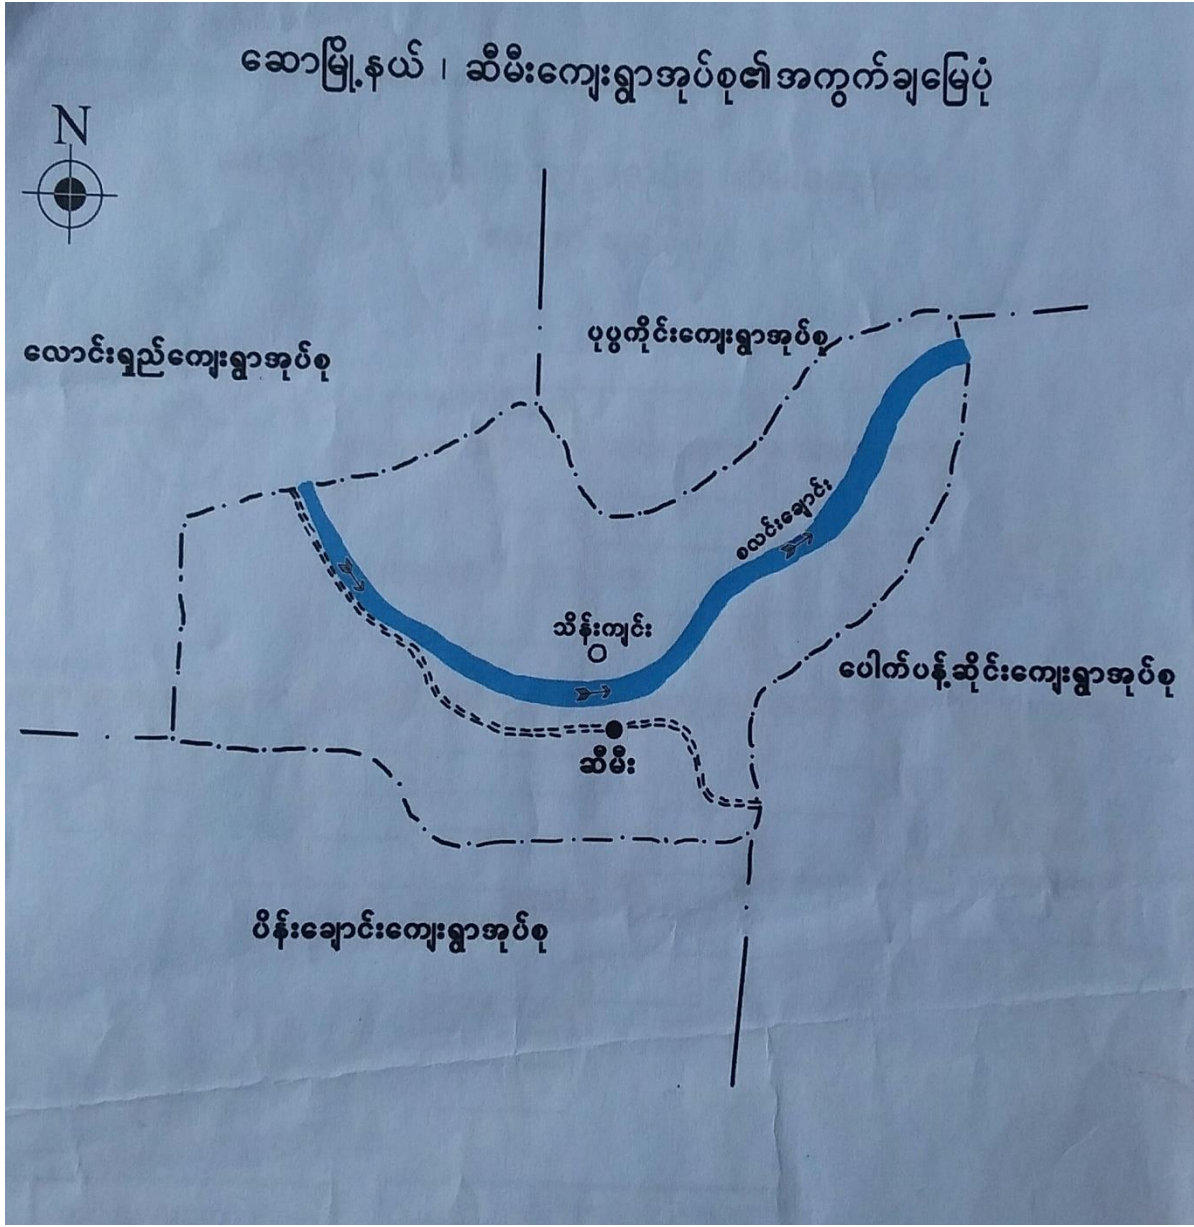 ဆောမြို့နယ် ၊ ဆီမီးကျေးရွာအုပ်စု၏အကွက်ချမြေပုံ
N
ပုပ္ပကိုင်းကျေးရွာအုပ်စု
လောင်းရှည်ကျေးရွာအုပ်စု
စလင်းချောင်း
သိန်းကျင်း
ပေါက်ပန့်ဆိုင်းကျေးရွာအုပ်စု
ဆီမီး
ပိန်းချောင်းကျေးရွာအုပ်စု